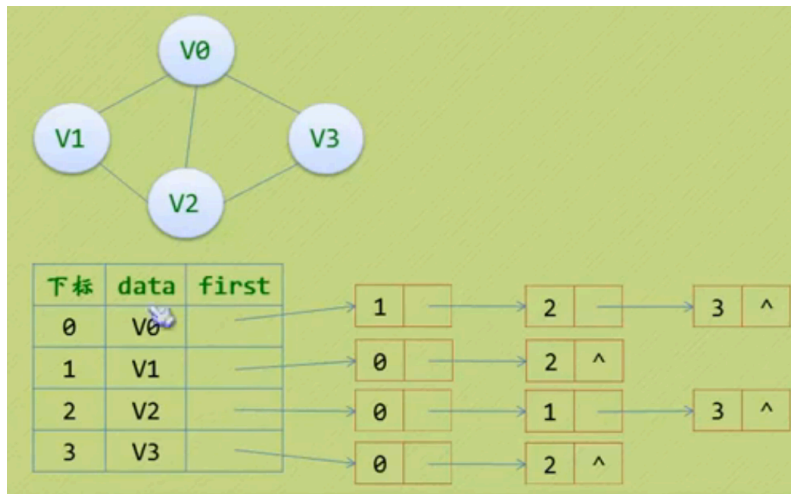 V0
V1
V3
V2
下标 data first
0 V0 1 2 3 ^
1 V1 0 2 ^
2 V2 0 1 3 ^
3 V3 0 2 ^